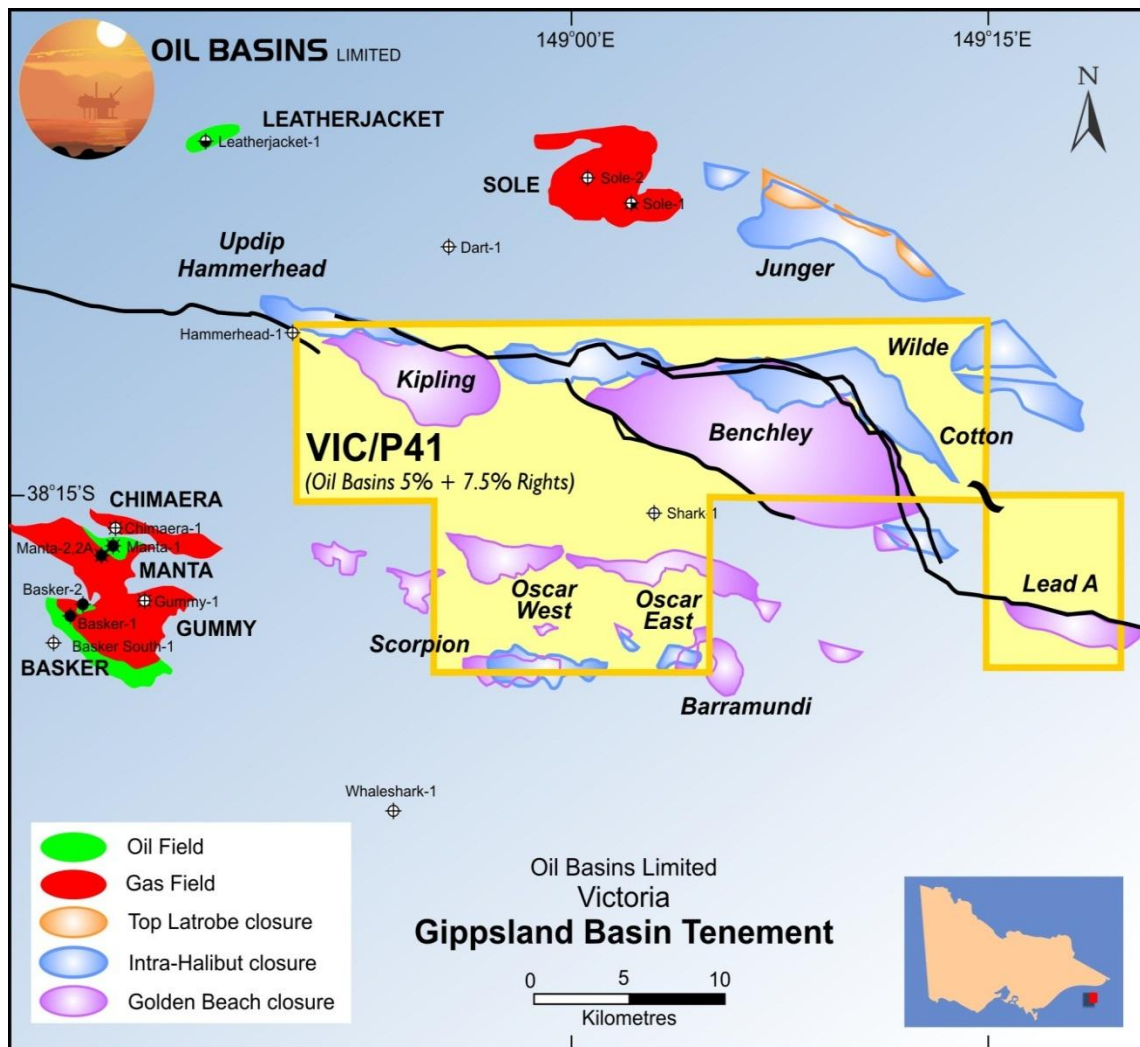 OIL BASINS LIMITED
149°00'E
149°15'E
N
LEATHERJACKET
Leatherjacket-1
SOLE
Sole-2
Sole-1
Dart-1
Updip
Hammerhead
Junger
Hammerhead-1
Wilde
Kipling
Benchley
Cotton
VIC/P41
(Oil Basins 5% + 7.5% Rights)
38°15'S
CHIMAERA
Chimaera-1
Shark-1
Manta-2,2A
Manta-1
MANTA
Basker-2
Gummy-1
Basker-1
GUMMY
Basker South-1
BASKER
Oscar
West
Oscar
East
Lead A
Scorpion
Barramundi
Whaleshark-1
Oil Field
Gas Field
Top Latrobe closure
Intra-Halibut closure
Golden Beach closure
Oil Basins Limited
Victoria
Gippsland Basin Tenement
0 5 10
Kilometres